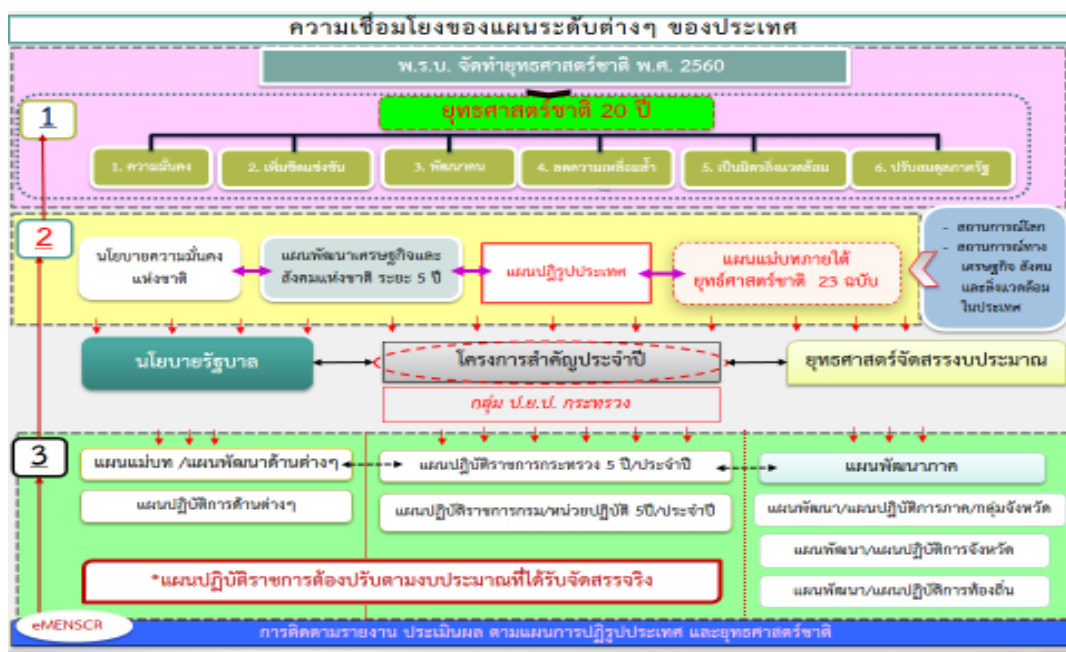 ความเชื่อมโยงของแผนระดับต่างๆ ของประเทศ
พ.ร.บ. จัดทำยุทธศาสตร์ชาติ พ.ศ. 2560
1
ยุทธศาสตร์ชาติ 20 ปี
1. ความมั่นคง
2. เพิ่มขีดแข่งขัน
3. พัฒนาคน
4. ลดความเหลื่อมล้ำ
5. เป็นมิตรสิ่งแวดล้อม
6. ปรับสมดุลภาครัฐ
2
นโยบายความมั่นคง
แห่งชาติ
แผนพัฒนาเศรษฐกิจและ
สังคมแห่งชาติ ระยะ 5 ปี
แผนปฏิรูปประเทศ
แผนแม่บทภายใต้
ยุทธ์ศาสตร์ชาติ 23 ฉบับ
- สถานการณ์โลก
- สถานการณ์ทาง
เศรษฐกิจ สังคม
และสิ่งแวดล้อม
ในประเทศ
นโยบายรัฐบาล
โครงการสำคัญประจำปี
ยุทธศาสตร์จัดสรรงบประมาณ
กลุ่ม ป.ย.ป. กระทรวง
3
แผนแม่บท /แผนพัฒนาด้านต่างๆ
แผนปฏิบัติราชการกระทรวง 5 ปี/ประจำปี
แผนพัฒนาภาค
แผนปฏิบัติการด้านต่างๆ
แผนปฏิบัติราชการกรม/หน่วยปฏิบัติ 5ปี/ประจำปี
แผนพัฒนา/แผนปฏิบัติการภาค/กลุ่มจังหวัด
แผนพัฒนา/แผนปฏิบัติการจังหวัด
*แผนปฏิบัติราชการต้องปรับตามงบประมาณที่ได้รับจัดสรรจริง
แผนพัฒนา/แผนปฏิบัติการท้องถิ่น
eMENSCR
การติดตามรายงาน ประเมินผล ตามแผนการปฏิรูปประเทศ และยุทธศาสตร์ชาติ